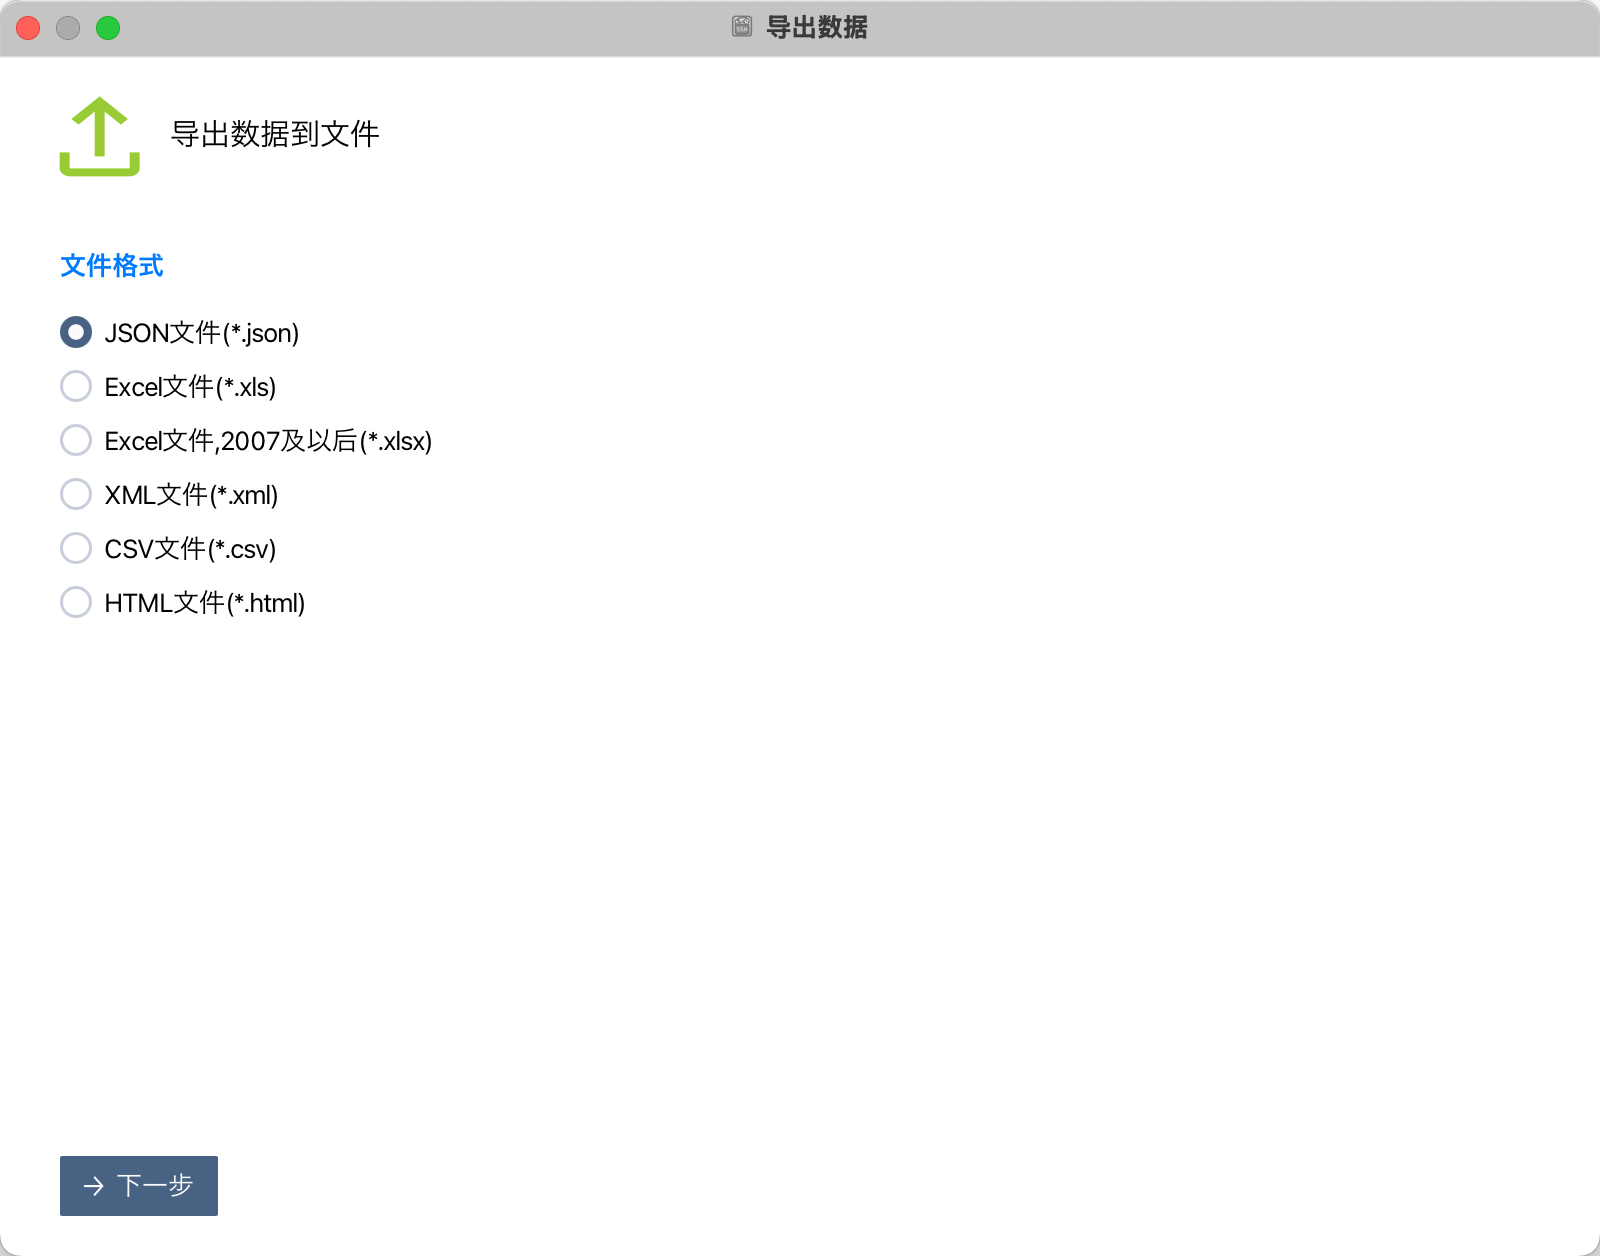 导出数据
导出数据到文件
文件格式
JSON文件(*.json)
Excel文件(*.xls)
Excel文件,2007及以后(*.xlsx)
XML文件(*.xml)
CSV文件(*.csv)
HTML文件(*.html)
下一步